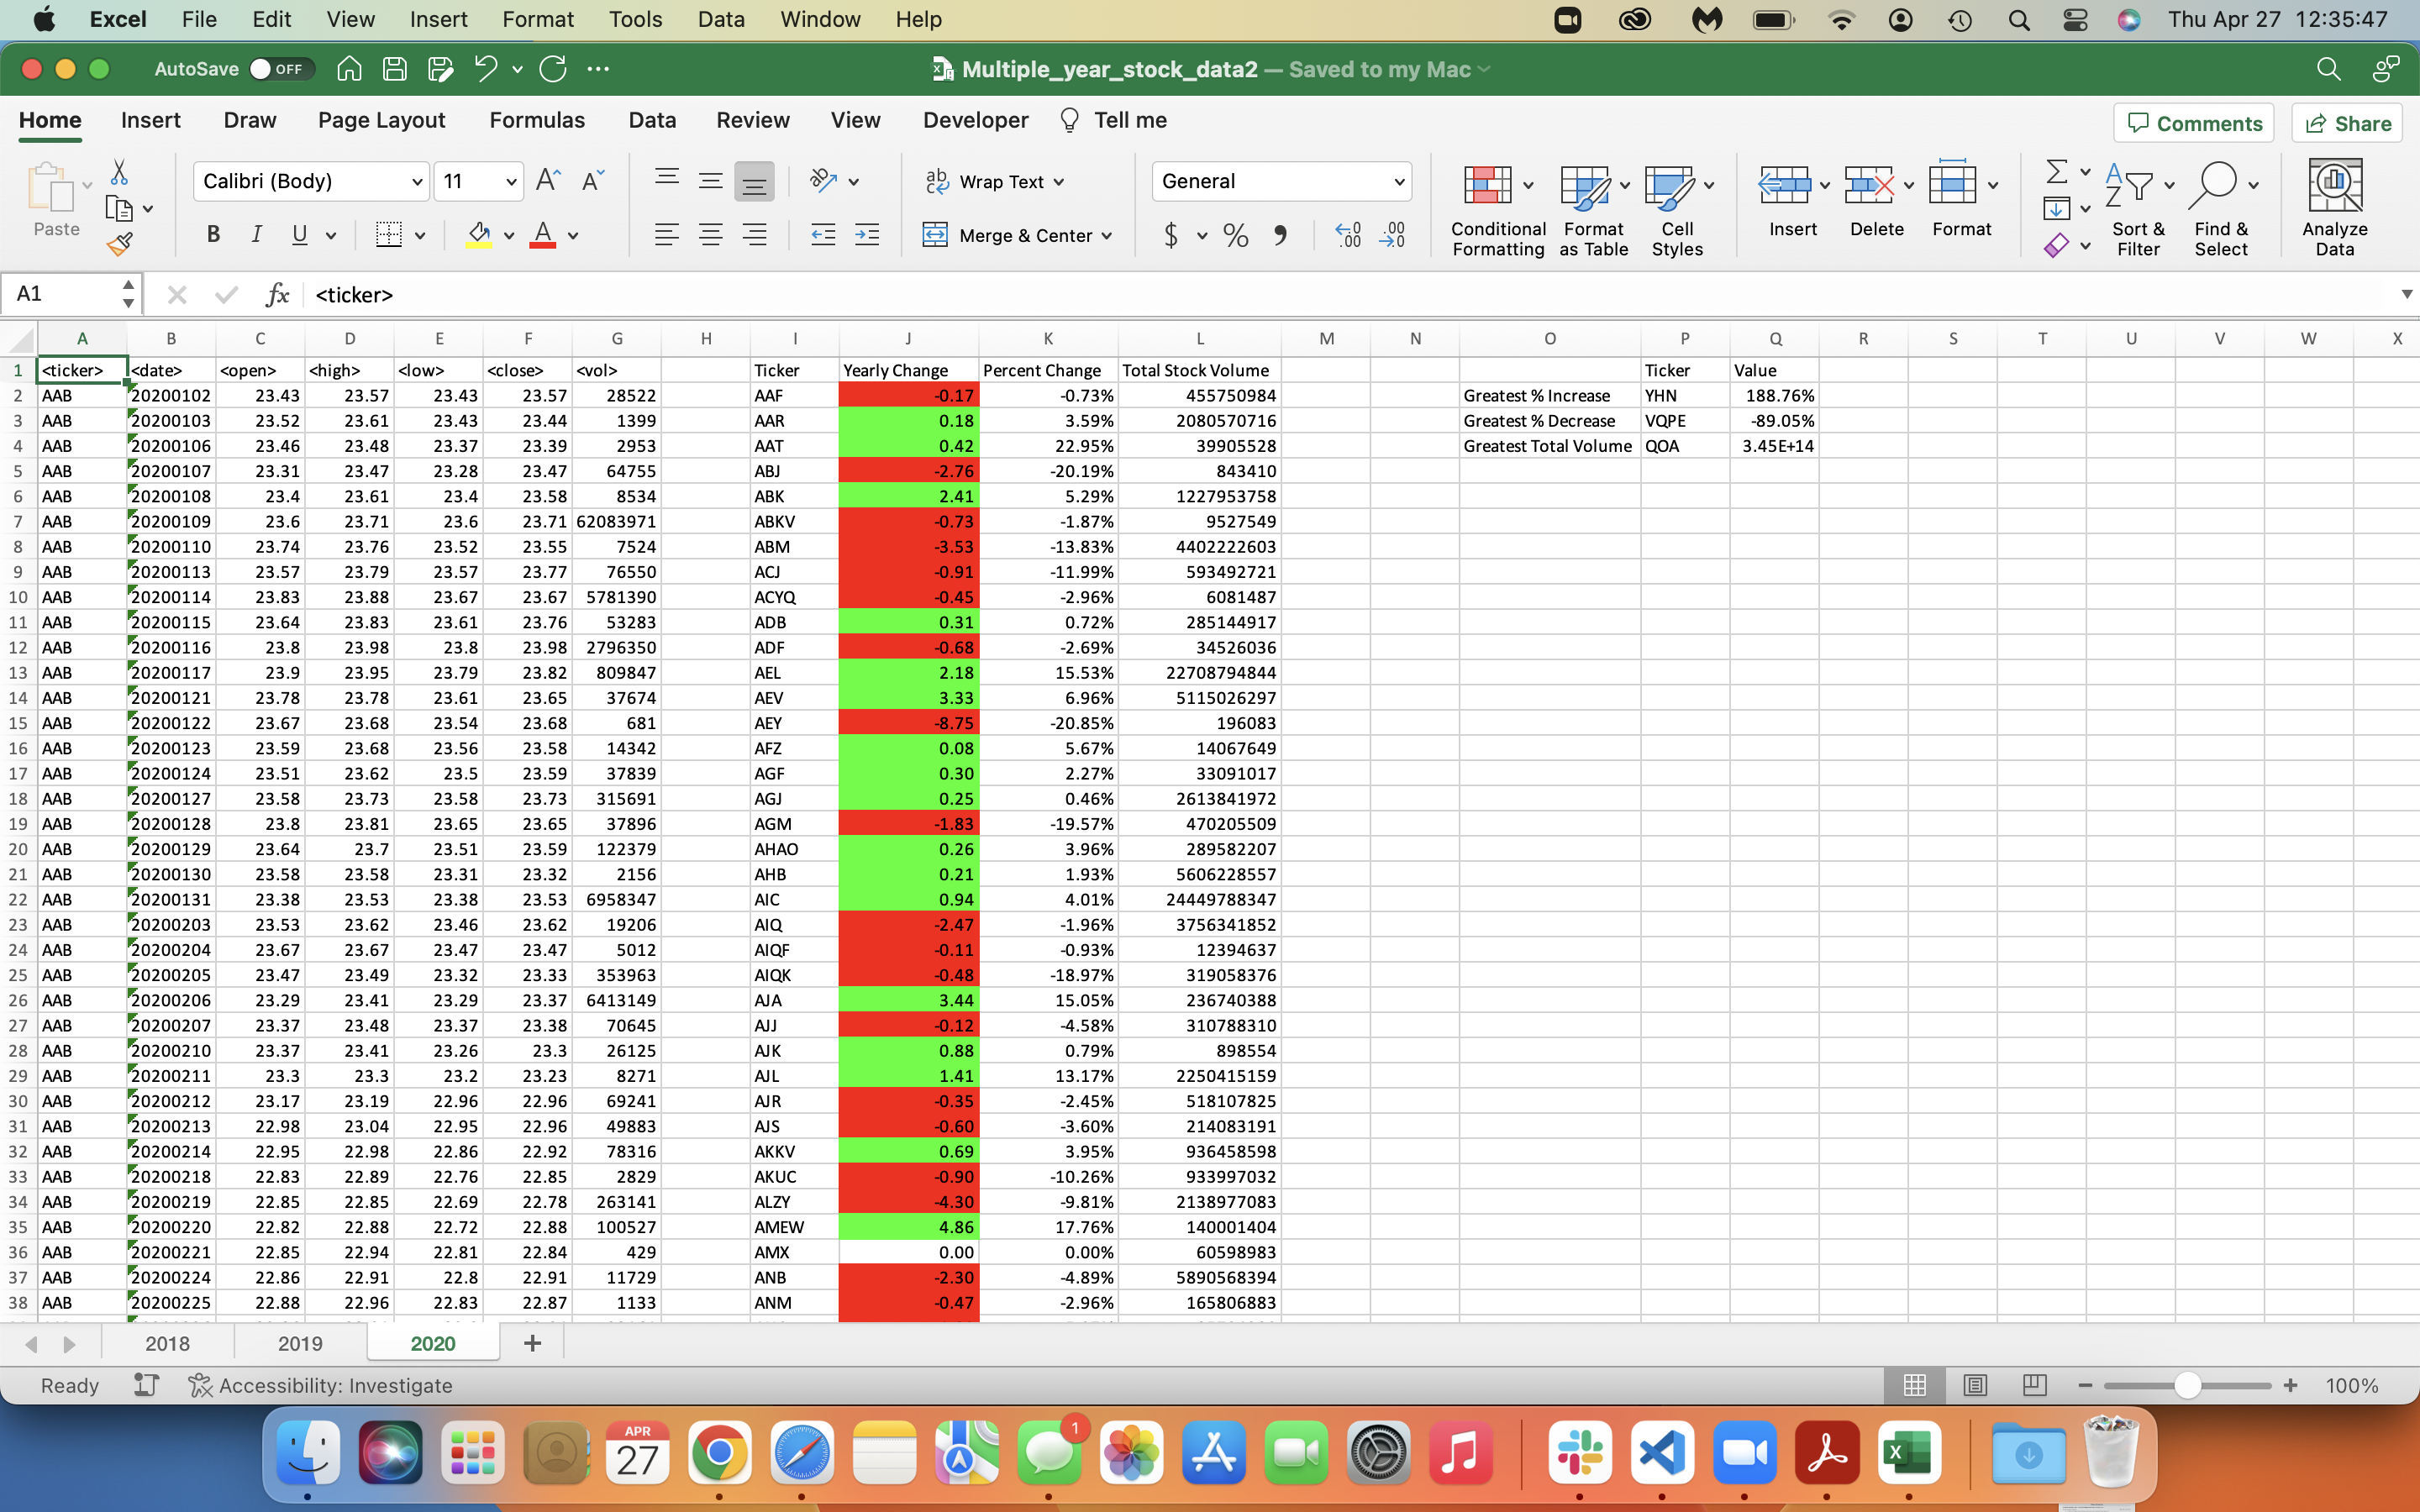 Excel File Edit View Insert Format Tools Data Window Help Thu Apr 27 12:35:47
AutoSave OFF Multiple_year_stock_data2 — Saved to my Mac
Home Insert Draw Page Layout Formulas Data Review View Developer Tell me Comments Share
Paste Calibri (Body) 11 Wrap Text General Conditional Formatting Format as Table Cell Styles Insert Delete Format Sort & Filter Find & Select Analyze Data
B I U Merge & Center $ %
A1 fx <ticker>
A B C D E F G H I J K L M N O P Q R S T U V W X
1 <ticker> <date> <open> <high> <low> <close> <vol> Ticker Yearly Change Percent Change Total Stock Volume Ticker Value
2 AAB 20200102 23.43 23.57 23.43 23.57 28522 AAF -0.17 -0.73% 455750984 Greatest % Increase YHN 188.76%
3 AAB 20200103 23.52 23.61 23.43 23.44 1399 AAR 0.18 3.59% 2080570716 Greatest % Decrease VQPE -89.05%
4 AAB 20200106 23.46 23.48 23.37 23.39 2953 AAT 0.42 22.95% 39905528 Greatest Total Volume QOA 3.45E+14
5 AAB 20200107 23.31 23.47 23.28 23.47 64755 ABJ -2.76 -20.19% 843410
6 AAB 20200108 23.4 23.61 23.4 23.58 8534 ABK 2.41 5.29% 1227953758
7 AAB 20200109 23.6 23.71 23.6 23.71 62083971 ABKV -0.73 -1.87% 9527549
8 AAB 20200110 23.74 23.76 23.52 23.55 7524 ABM -3.53 -13.83% 4402222603
9 AAB 20200113 23.57 23.79 23.57 23.77 76550 ACJ -0.91 -11.99% 593492721
10 AAB 20200114 23.83 23.88 23.67 23.67 5781390 ACYQ -0.45 -2.96% 6081487
11 AAB 20200115 23.64 23.83 23.61 23.76 53283 ADB 0.31 0.72% 285144917
12 AAB 20200116 23.8 23.98 23.8 23.98 2796350 ADF -0.68 -2.69% 34526036
13 AAB 20200117 23.9 23.95 23.79 23.82 809847 AEL 2.18 15.53% 22708794844
14 AAB 20200121 23.78 23.78 23.61 23.65 37674 AEV 3.33 6.96% 5115026297
15 AAB 20200122 23.67 23.68 23.54 23.68 681 AEY -8.75 -20.85% 196083
16 AAB 20200123 23.59 23.68 23.56 23.58 14342 AFZ 0.08 5.67% 14067649
17 AAB 20200124 23.51 23.62 23.5 23.59 37839 AGF 0.30 2.27% 33091017
18 AAB 20200127 23.58 23.73 23.58 23.73 315691 AGJ 0.25 0.46% 2613841972
19 AAB 20200128 23.8 23.81 23.65 23.65 37896 AGM -1.83 -19.57% 470205509
20 AAB 20200129 23.64 23.7 23.51 23.59 122379 AHAO 0.26 3.96% 289582207
21 AAB 20200130 23.58 23.58 23.31 23.32 2156 AHB 0.21 1.93% 5606228557
22 AAB 20200131 23.38 23.53 23.38 23.53 6958347 AIC 0.94 4.01% 24449788347
23 AAB 20200203 23.53 23.62 23.46 23.62 19206 AIQ -2.47 -1.96% 3756341852
24 AAB 20200204 23.67 23.67 23.47 23.47 5012 AIQF -0.11 -0.93% 12394637
25 AAB 20200205 23.47 23.49 23.32 23.33 353963 AIQK -0.48 -18.97% 319058376
26 AAB 20200206 23.29 23.41 23.29 23.37 6413149 AJA 3.44 15.05% 236740388
27 AAB 20200207 23.37 23.48 23.37 23.38 70645 AJJ -0.12 -4.58% 310788310
28 AAB 20200210 23.37 23.41 23.26 23.3 26125 AJK 0.88 0.79% 898554
29 AAB 20200211 23.3 23.3 23.2 23.23 8271 AJL 1.41 13.17% 2250415159
30 AAB 20200212 23.17 23.19 22.96 22.96 69241 AJR -0.35 -2.45% 518107825
31 AAB 20200213 22.98 23.04 22.95 22.96 49883 AJS -0.60 -3.60% 214083191
32 AAB 20200214 22.95 22.98 22.86 22.92 78316 AKKV 0.69 3.95% 936458598
33 AAB 20200218 22.83 22.89 22.76 22.85 2829 AKUC -0.90 -10.26% 933997032
34 AAB 20200219 22.85 22.85 22.69 22.78 263141 ALZY -4.30 -9.81% 2138977083
35 AAB 20200220 22.82 22.88 22.72 22.88 100527 AMEW 4.86 17.76% 140001404
36 AAB 20200221 22.85 22.94 22.81 22.84 429 AMX 0.00 0.00% 60598983
37 AAB 20200224 22.86 22.91 22.8 22.91 11729 ANB -2.30 -4.89% 5890568394
38 AAB 20200225 22.88 22.96 22.83 22.87 1133 ANM -0.47 -2.96% 165806883
2018 2019 2020 +
Ready Accessibility: Investigate 100%
APR 27 1